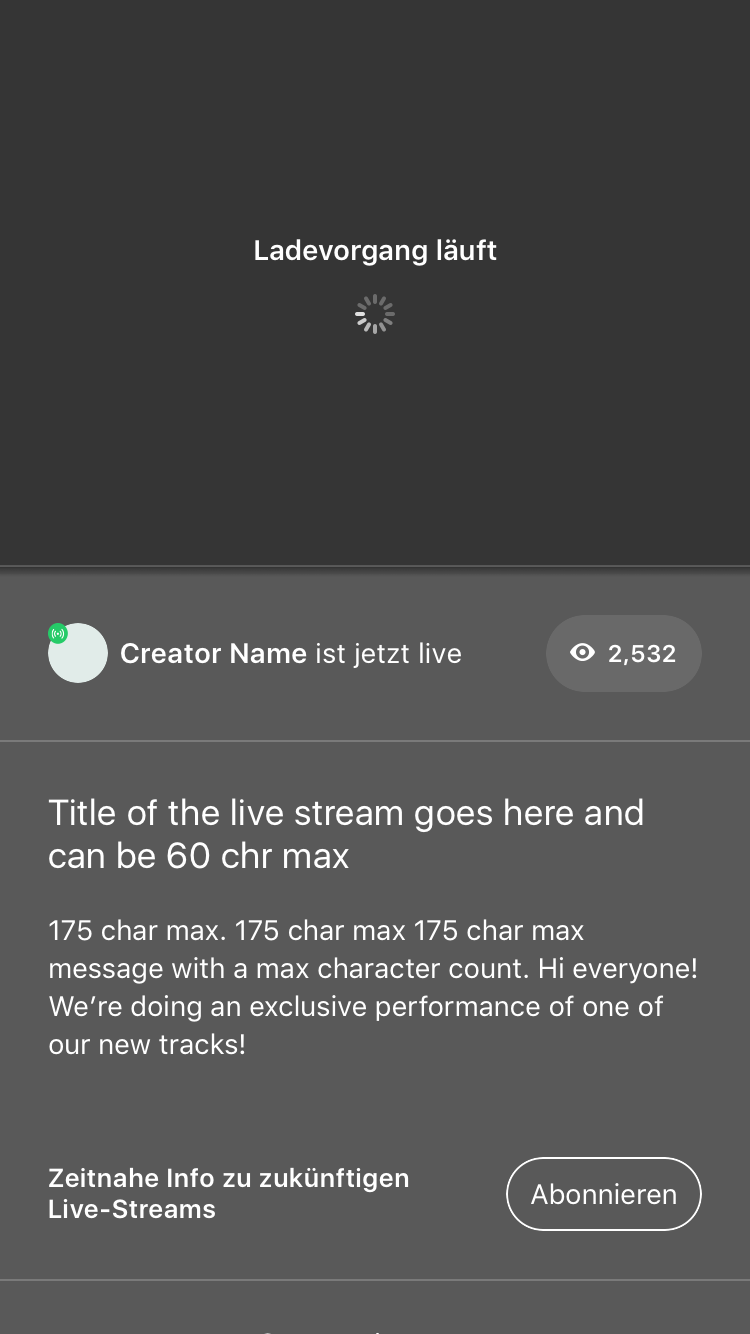 Ladevorgang läuft
Creator Name ist jetzt live
2,532
Title of the live stream goes here and
can be 60 chr max
175 char max. 175 char max 175 char max
message with a max character count. Hi everyone!
We’re doing an exclusive performance of one of
our new tracks!
Zeitnahe Info zu zukünftigen
Live-Streams
Abonnieren